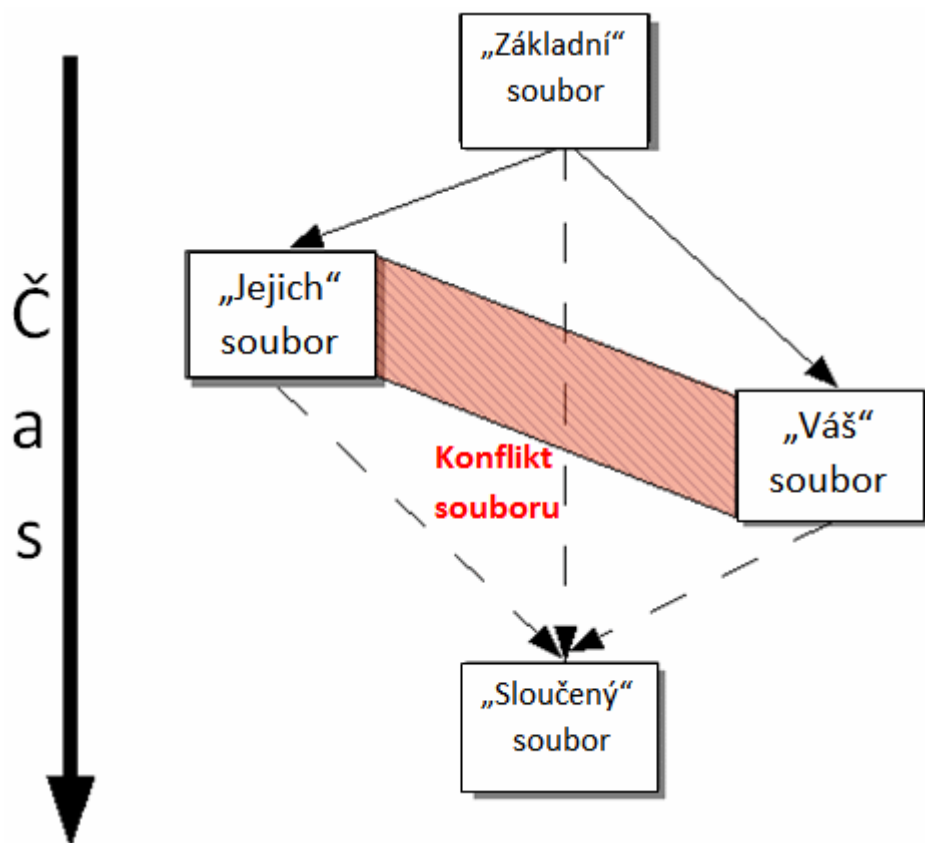 „Základní“
soubor
„Jejich“
soubor
Č
a
s
„Váš“
soubor
Konflikt
souboru
„Sloučený“
soubor